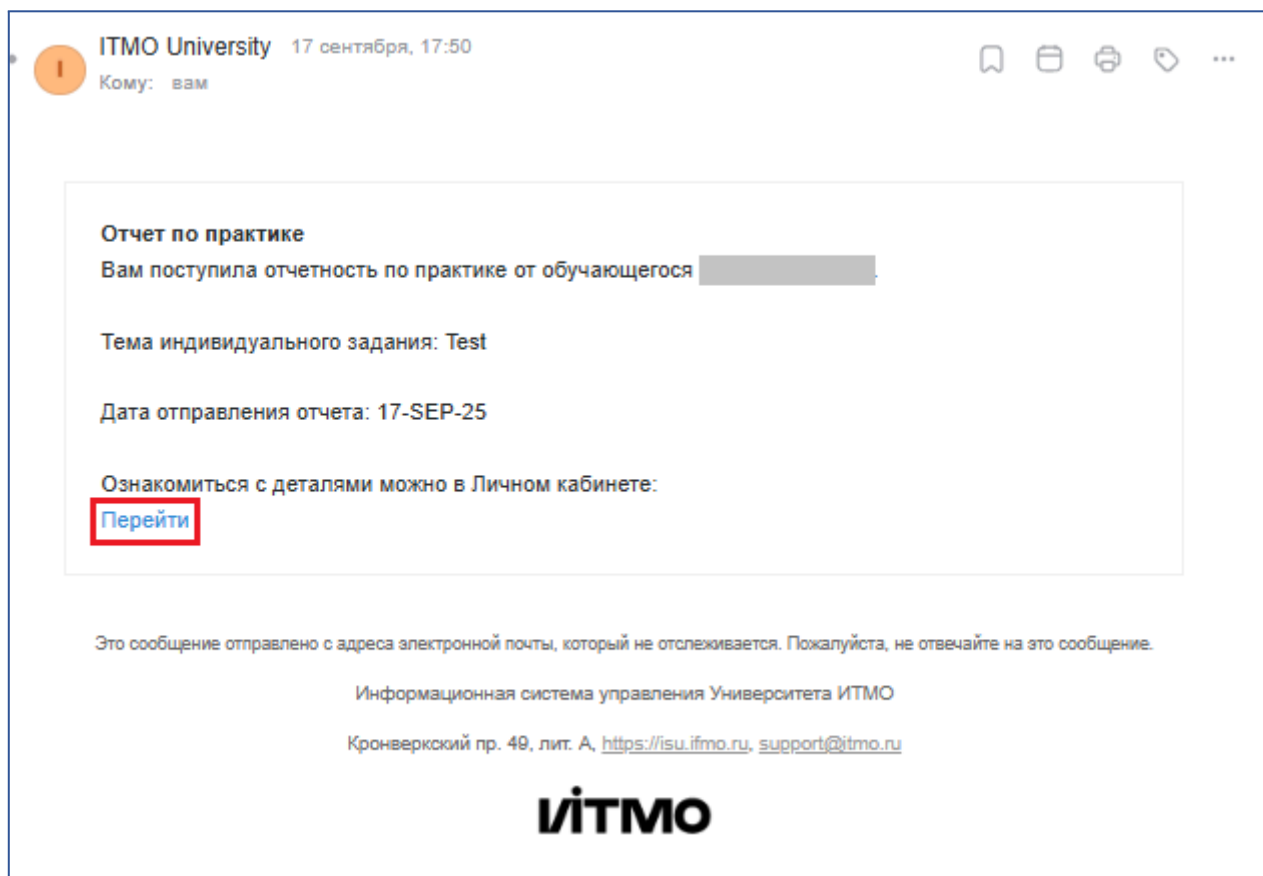 ITMO University 17 сентября, 17:50
I
Кому: вам
Отчет по практике
Вам поступила отчетность по практике от обучающегося .
Тема индивидуального задания: Test
Дата отправления отчета: 17-SEP-25
Ознакомиться с деталями можно в Личном кабинете:
Перейти
Это сообщение отправлено с адреса электронной почты, который не отслеживается. Пожалуйста, не отвечайте на это сообщение.
Информационная система управления Университета ИТМО
Кронверкский пр. 49, лит. А, https://isu.ifmo.ru, support@itmo.ru
ИТМО